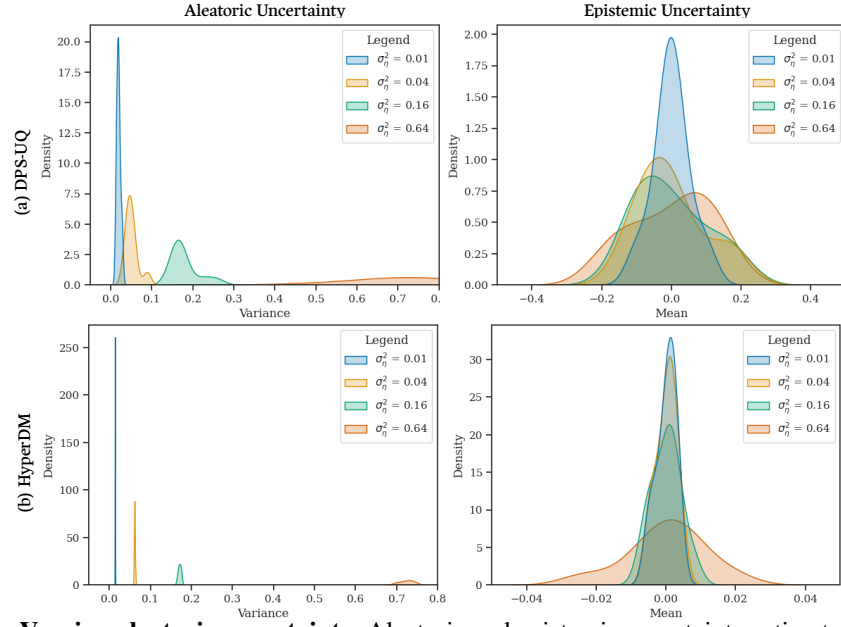 Aleatoric Uncertainty
Epistemic Uncertainty
(a) DPS-UQ
Density
20.0
17.5
15.0
12.5
10.0
7.5
5.0
2.5
0.0
Legend
σ²η = 0.01
σ²η = 0.04
σ²η = 0.16
σ²η = 0.64
0.0 0.1 0.2 0.3 0.4 0.5 0.6 0.7 0.
Variance
Density
2.00
1.75
1.50
1.25
1.00
0.75
0.50
0.25
0.00
Legend
σ²η = 0.01
σ²η = 0.04
σ²η = 0.16
σ²η = 0.64
−0.4 −0.2 0.0 0.2 0.4
Mean
(b) HyperDM
Density
250
200
150
100
50
0
Legend
σ²η = 0.01
σ²η = 0.04
σ²η = 0.16
σ²η = 0.64
0.0 0.1 0.2 0.3 0.4 0.5 0.6 0.7 0.8
Variance
Density
30
25
20
15
10
5
0
Legend
σ²η = 0.01
σ²η = 0.04
σ²η = 0.16
σ²η = 0.64
−0.04 −0.02 0.00 0.02 0.04
Mean